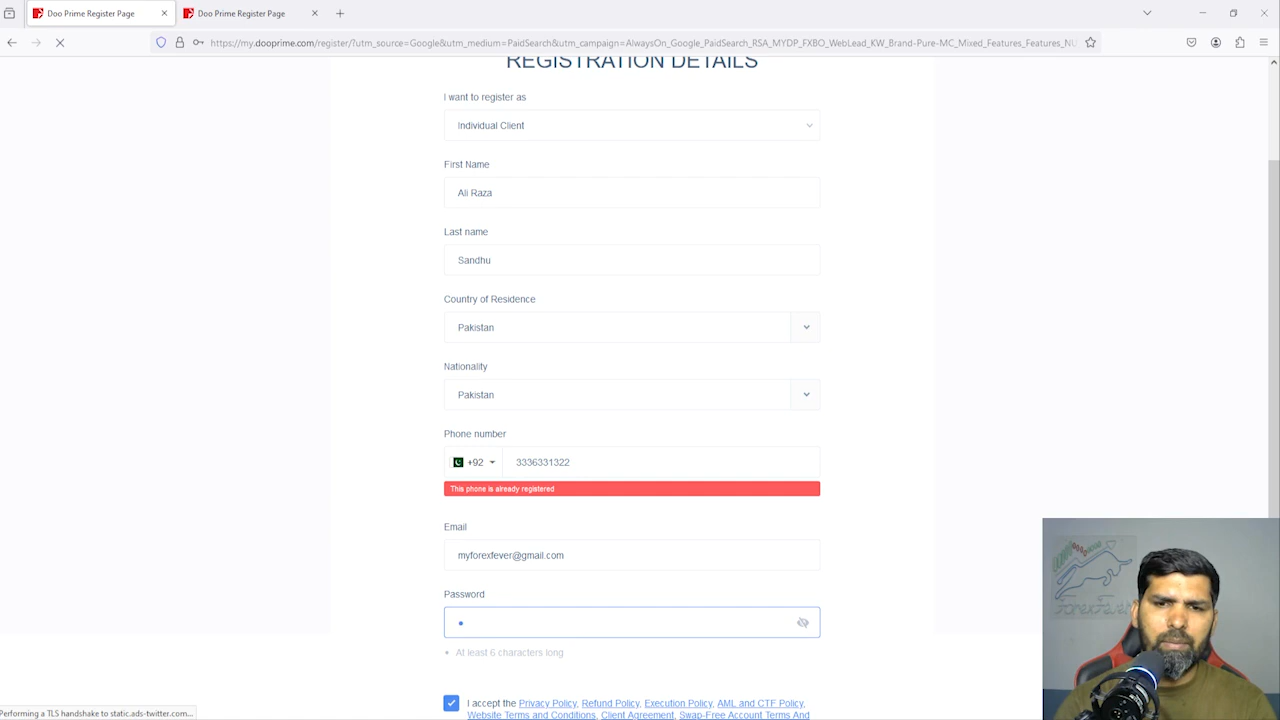 Doo Prime Register Page
Doo Prime Register Page
https://my.dooprime.com/register/?utm_source=Google&utm_medium=PaidSearch&utm_campaign=AlwaysOn_Google_PaidSearch_RSA_MYDP_FXBO_WebLead_KW_Brand-Pure-MC_Mixed_Features_Features_NU
REGISTRATION DETAILS
I want to register as
Individual Client
First Name
Ali Raza
Last name
Sandhu
Country of Residence
Pakistan
Nationality
Pakistan
Phone number
+92 3336331322
This phone is already registered
Email
myforexfever@gmail.com
Password
At least 6 characters long
I accept the Privacy Policy, Refund Policy, Execution Policy, AML and CTF Policy,
Website Terms and Conditions, Client Agreement, Swap-Free Account Terms And
Performing a TLS handshake to static.ads-twitter.com...